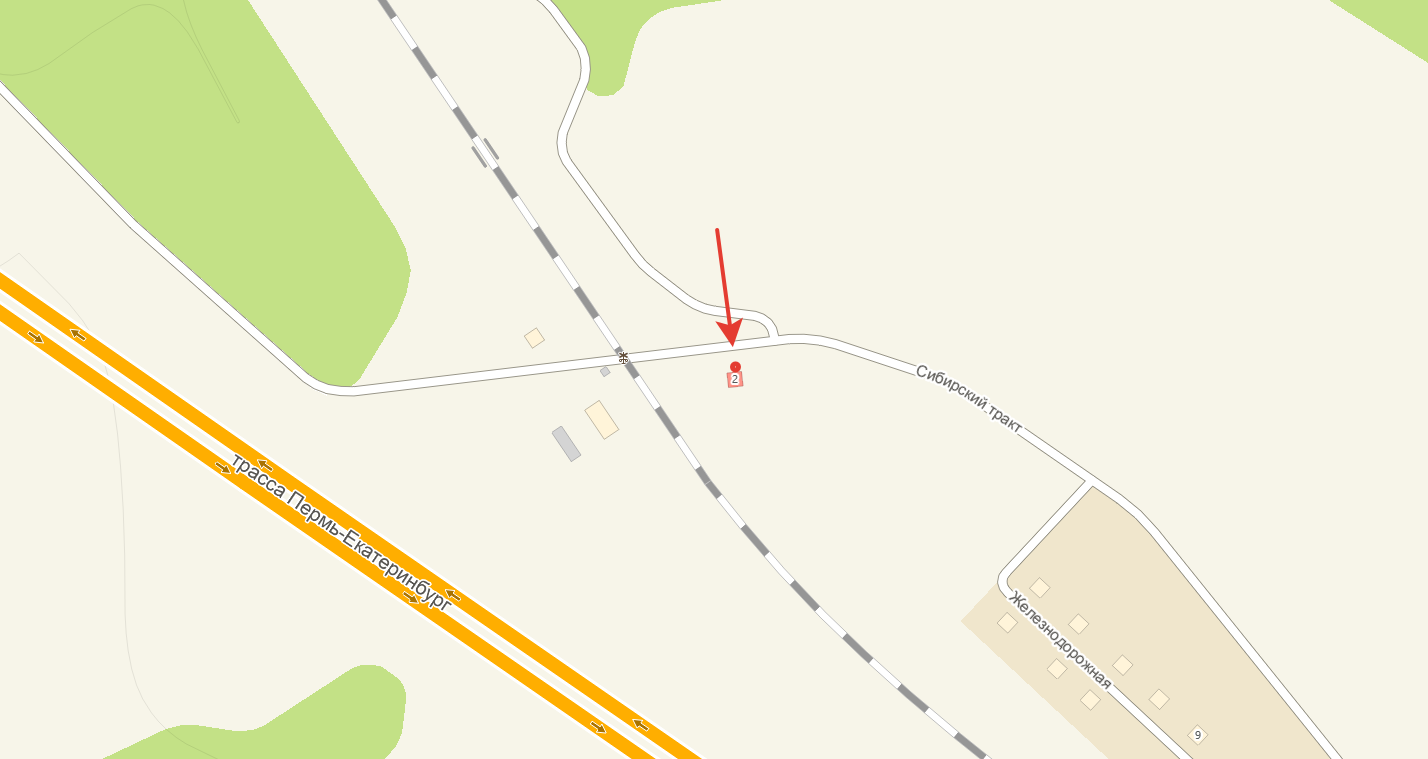 2
Сибирский тракт
трасса Пермь-Екатеринбург
Железнодорожная
9